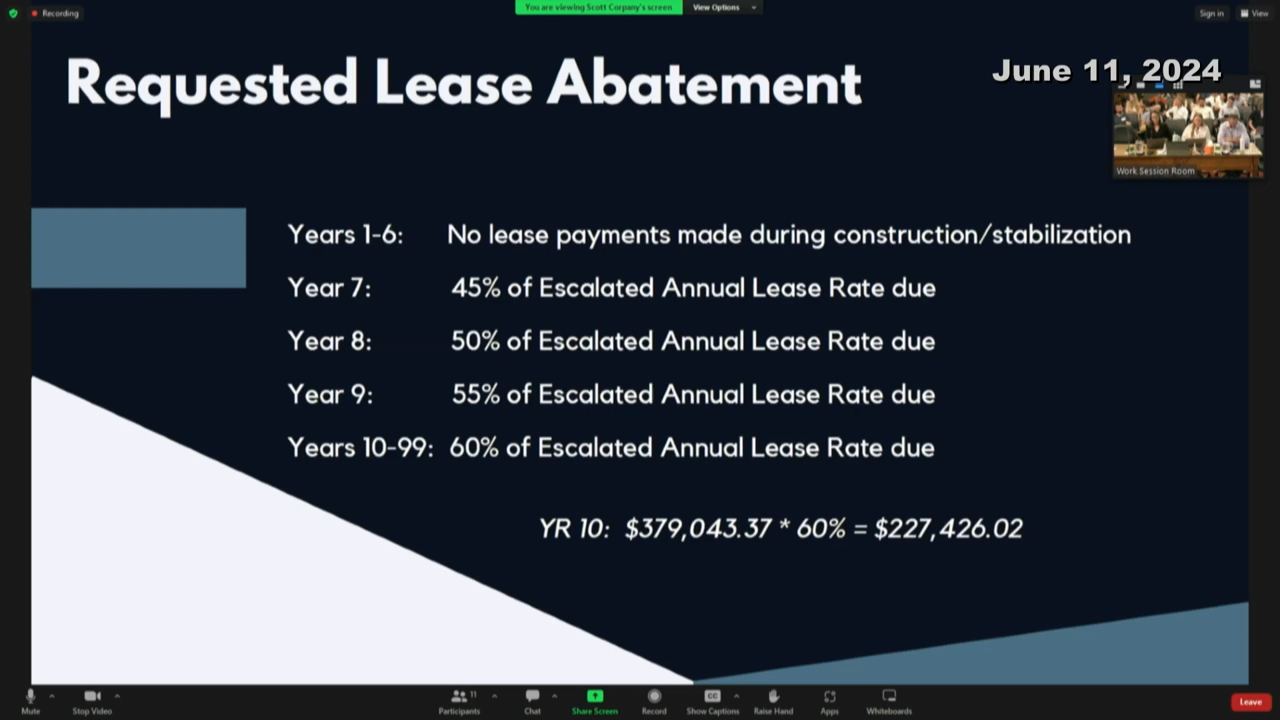 Recording
You are viewing Scott Corpany's screen
View Options
Sign in
View
Requested Lease Abatement
June 11, 2024
Work Session Room
Years 1-6: No lease payments made during construction/stabilization
Year 7: 45% of Escalated Annual Lease Rate due
Year 8: 50% of Escalated Annual Lease Rate due
Year 9: 55% of Escalated Annual Lease Rate due
Years 10-99: 60% of Escalated Annual Lease Rate due
YR 10: $379,043.37 * 60% = $227,426.02
Mute
Stop Video
Participants 11
Chat
Share Screen
Record
CC
Show Captions
Raise Hand
Apps
Whiteboards
Leave